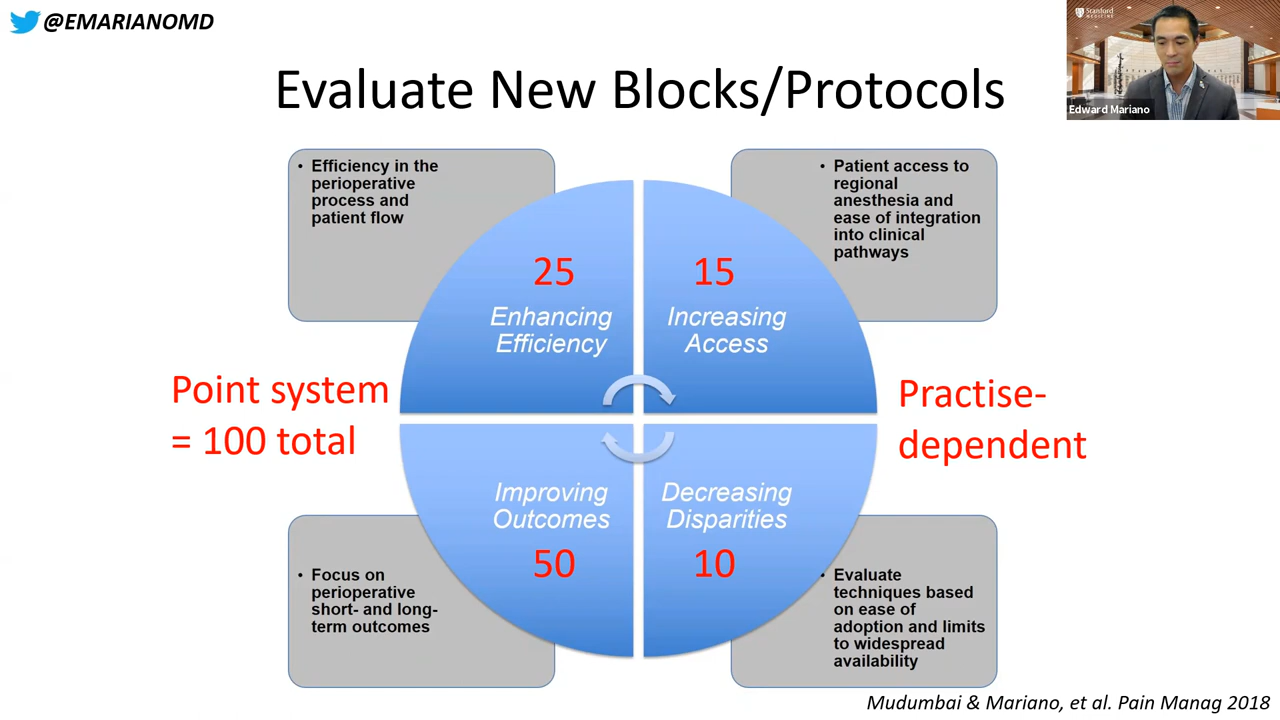 @EMARIANOMD
Stanford
MEDICINE
Edward Mariano
Evaluate New Blocks/Protocols
• Efficiency in the
perioperative
process and
patient flow
• Patient access to
regional
anesthesia and
ease of integration
into clinical
pathways
25
Enhancing
Efficiency
15
Increasing
Access
Point system
= 100 total
Practise-
dependent
Improving
Outcomes
50
Decreasing
Disparities
10
• Focus on
perioperative
short- and long-
term outcomes
• Evaluate
techniques based
on ease of
adoption and limits
to widespread
availability
Mudumbai & Mariano, et al. Pain Manag 2018